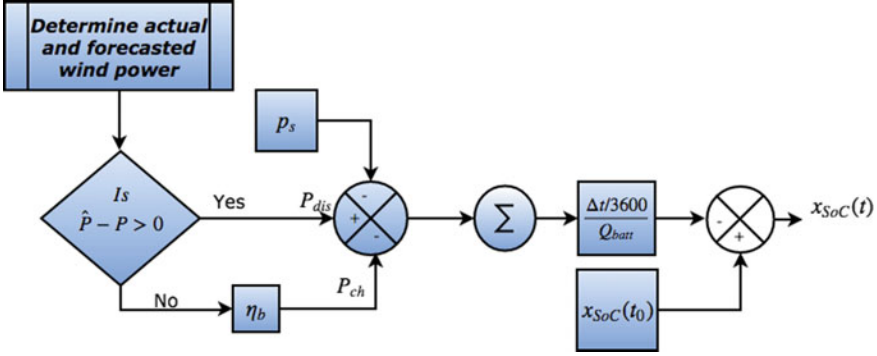 Determine actual
and forecasted
wind power
p_s
Is
P̂ − P > 0
Yes
P_dis
-
+
-
∑
Δt/3600
Q_batt
-
+
x_SoC(t)
No
η_b
P_ch
x_SoC(t_0)